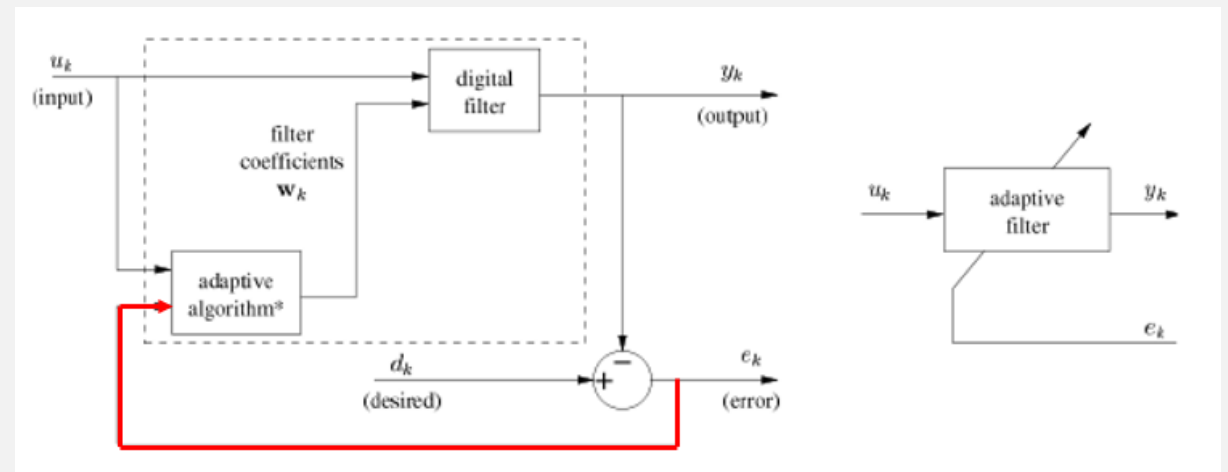 u_k
(input)
digital
filter
y_k
(output)
filter
coefficients
w_k
adaptive
algorithm*
d_k
(desired)
−
+
e_k
(error)
u_k
adaptive
filter
y_k
e_k